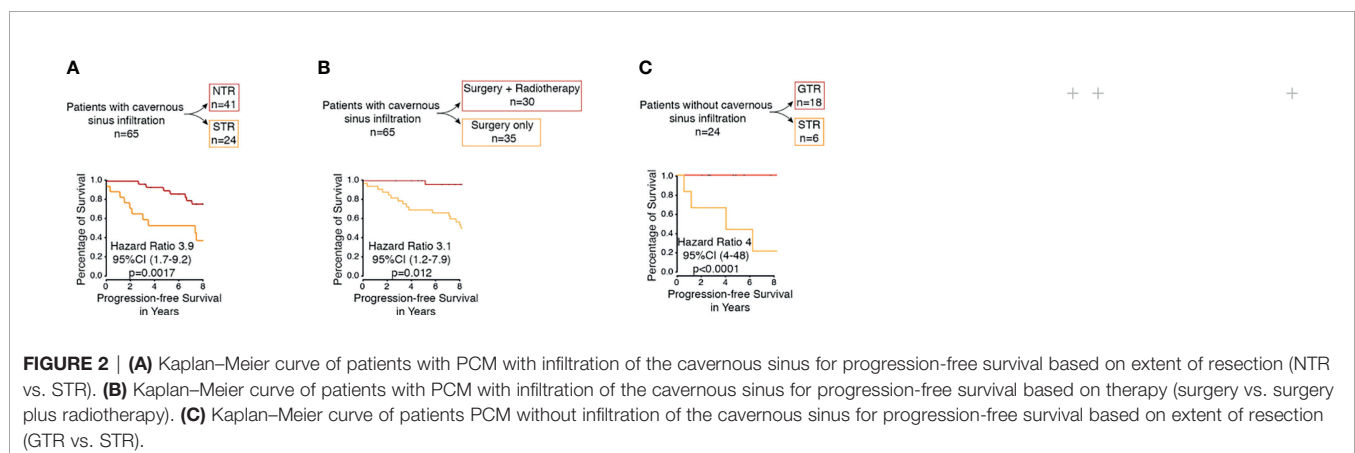 A
B
C
NTR
n=41
Patients with cavernous
sinus infiltration
n=65
STR
n=24
Surgery + Radiotherapy
n=30
Patients with cavernous
sinus infiltration
n=65
Surgery only
n=35
GTR
n=18
Patients without cavernous
sinus infiltration
n=24
STR
n=6
Percentage of Survival
1.0
0.8
0.6
0.4
0.2
0.0
Hazard Ratio 3.9
95%CI (1.7-9.2)
p=0.0017
0 2 4 6 8
Progression-free Survival
in Years
Percentage of Survival
1.0
0.8
0.6
0.4
0.2
0.0
Hazard Ratio 3.1
95%CI (1.2-7.9)
p=0.012
0 2 4 6 8
Progression-free Survival
in Years
Percentage of Survival
1.0
0.8
0.6
0.4
0.2
0.0
Hazard Ratio 4
95%CI (4-48)
p<0.0001
0 2 4 6 8
Progression-free Survival
in Years
FIGURE 2 | (A) Kaplan–Meier curve of patients with PCM with infiltration of the cavernous sinus for progression-free survival based on extent of resection (NTR
vs. STR). (B) Kaplan–Meier curve of patients with PCM with infiltration of the cavernous sinus for progression-free survival based on therapy (surgery vs. surgery
plus radiotherapy). (C) Kaplan–Meier curve of patients PCM without infiltration of the cavernous sinus for progression-free survival based on extent of resection
(GTR vs. STR).